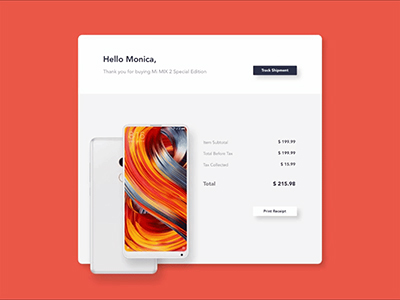 Hello Monica,
Thank you for buying Mi MIX 2 Special Edition
Track Shipment
Item Subtotal $ 199.99
Total Before Tax $ 199.99
Tax Collected $ 15.99
Total $ 215.98
Print Receipt